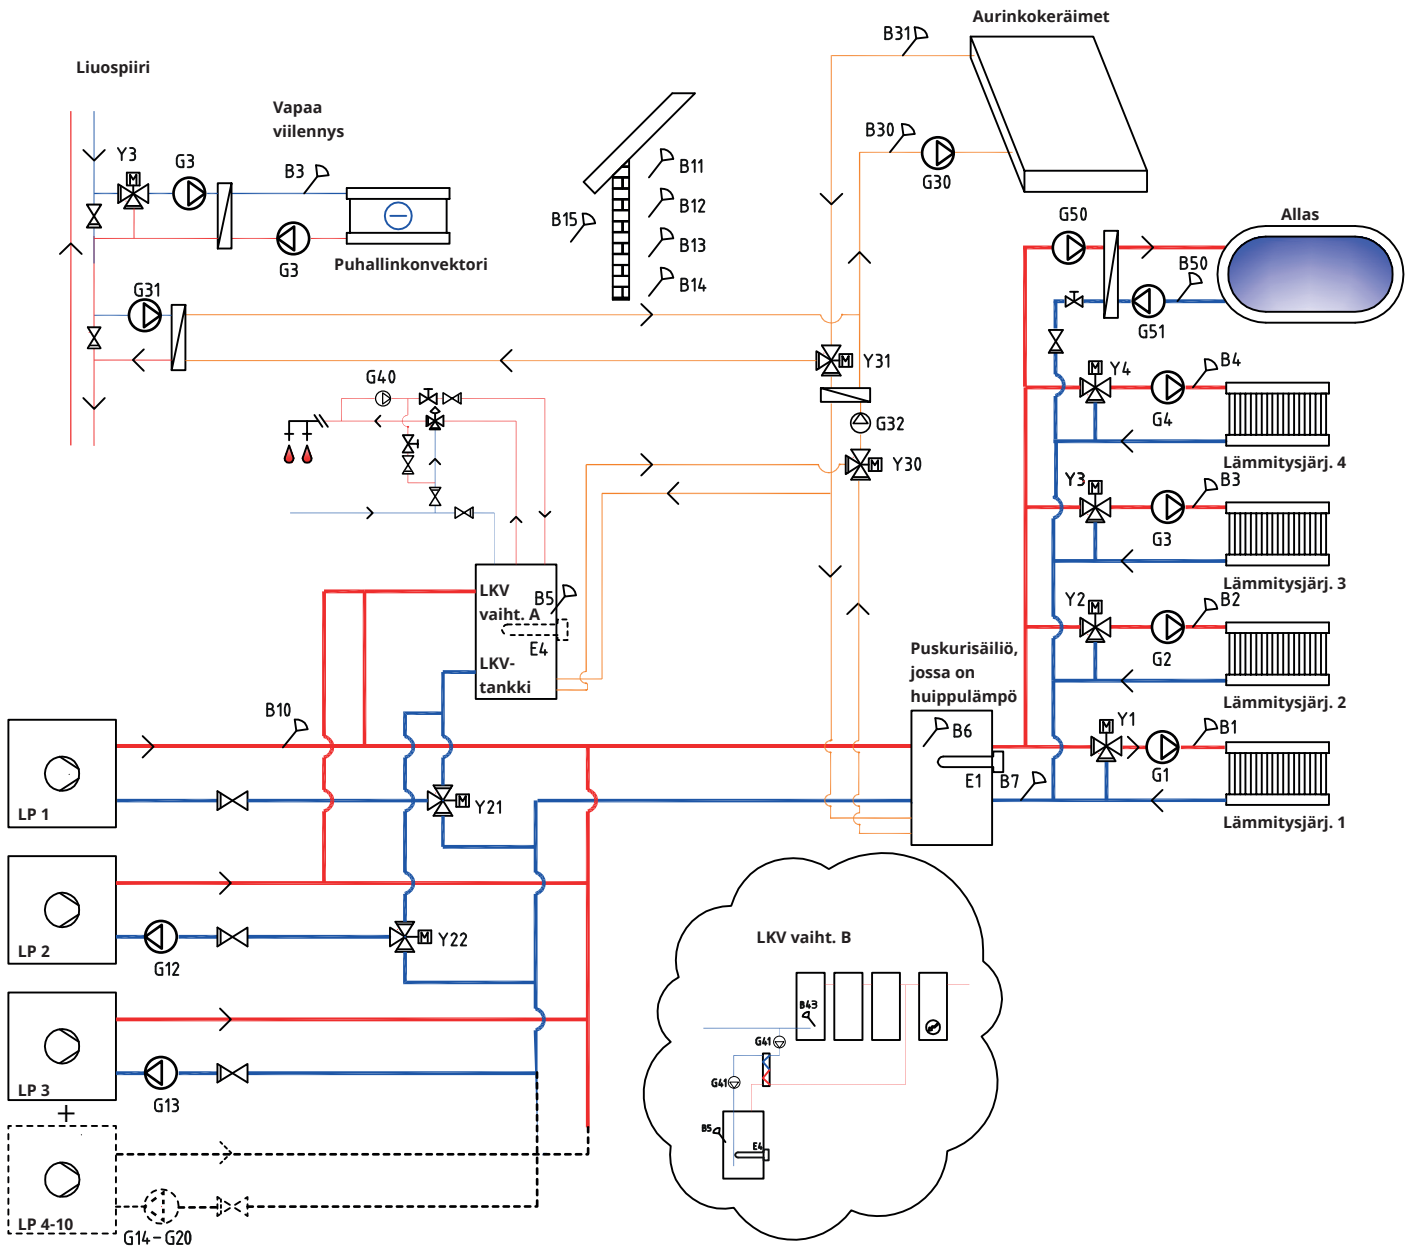 Aurinkokeräimet
B31
Liuospiiri
Vapaa
viilennys
B30
G30
Y3
G3
B3
B11
B12
B13
B14
B15
G3
Puhallinkonvektori
G31
G50
Allas
B50
G51
Y31
G32
Y30
G40
Y4
B4
G4
Lämmitysjärj. 4
Y3
B3
G3
Lämmitysjärj. 3
Y2
B2
G2
Lämmitysjärj. 2
Y1
B1
G1
Lämmitysjärj. 1
LKV
vaiht. A
B5
E4
LKV-
tankki
Puskurisäiliö,
jossa on
huippulämpö
B6
E1
B7
B10
LP 1
M
Y21
LP 2
G12
M
Y22
LP 3
G13
+
LP 4-10
G14-G20
LKV vaiht. B
B43
G41
G41
B5
E4